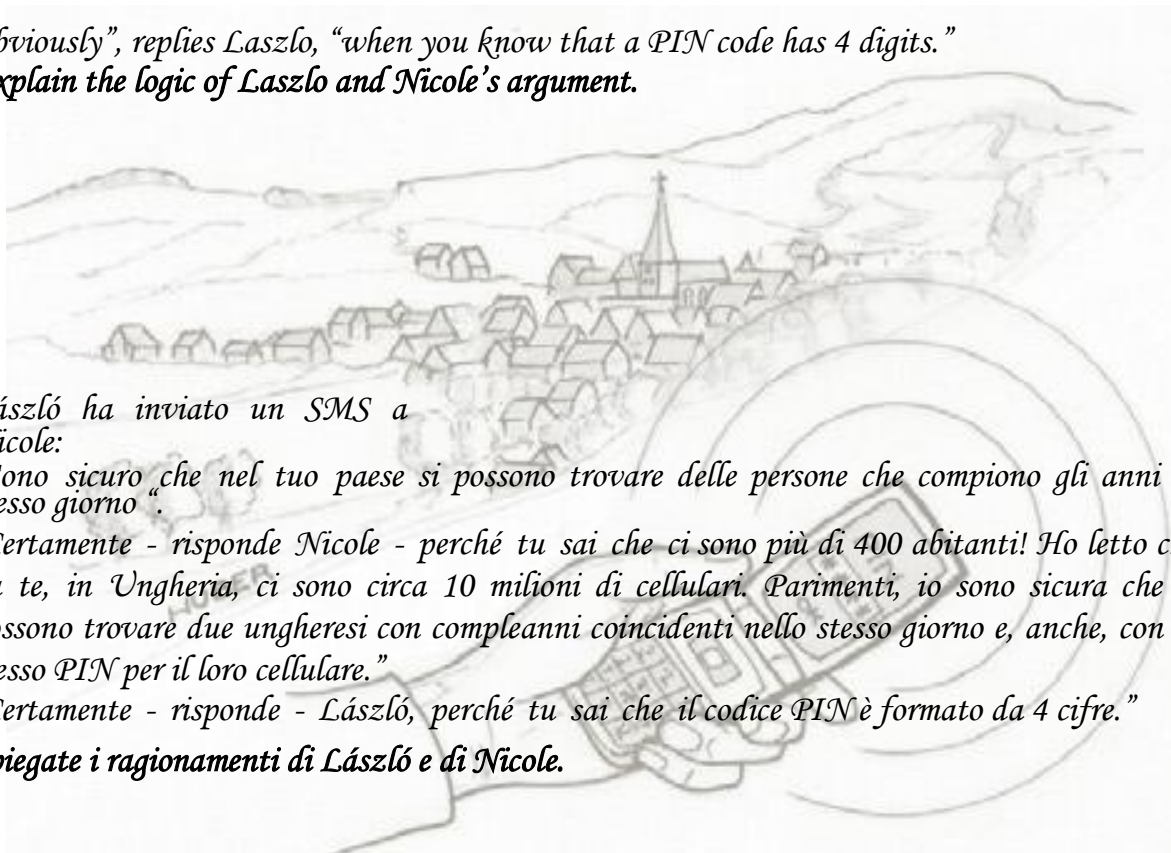 bviously”, replies Laszlo, “when you know that a PIN code has 4 digits.”
xplain the logic of Laszlo and Nicole’s argument.
ászló ha inviato un SMS a
icole:
ono sicuro che nel tuo paese si possono trovare delle persone che compiono gli anni
esso giorno “.
ertamente - risponde Nicole - perché tu sai che ci sono più di 400 abitanti! Ho letto c
a te, in Ungheria, ci sono circa 10 milioni di cellulari. Parimenti, io sono sicura che
ossono trovare due ungheresi con compleanni coincidenti nello stesso giorno e, anche, con
esso PIN per il loro cellulare.”
ertamente - risponde - László, perché tu sai che il codice PIN è formato da 4 cifre.”
piegate i ragionamenti di László e di Nicole.